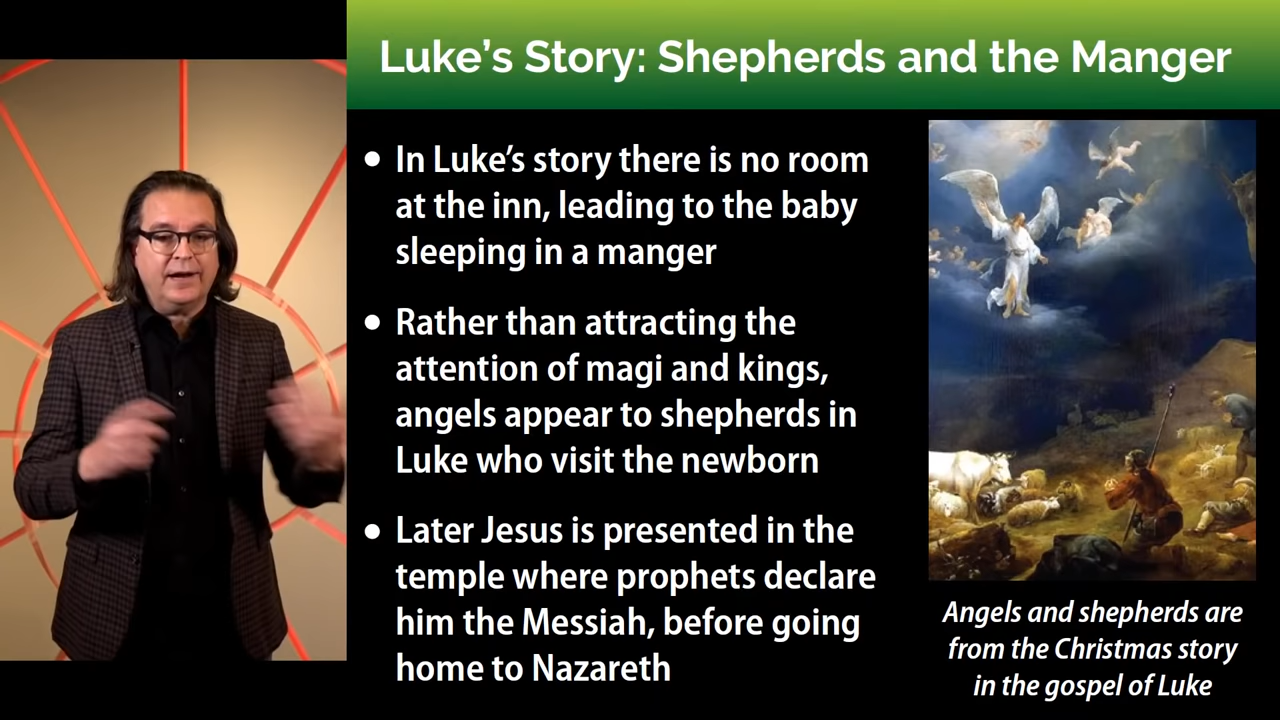 Luke’s Story: Shepherds and the Manger
• In Luke’s story there is no room
at the inn, leading to the baby
sleeping in a manger
• Rather than attracting the
attention of magi and kings,
angels appear to shepherds in
Luke who visit the newborn
• Later Jesus is presented in the
temple where prophets declare
him the Messiah, before going
home to Nazareth
Angels and shepherds are
from the Christmas story
in the gospel of Luke